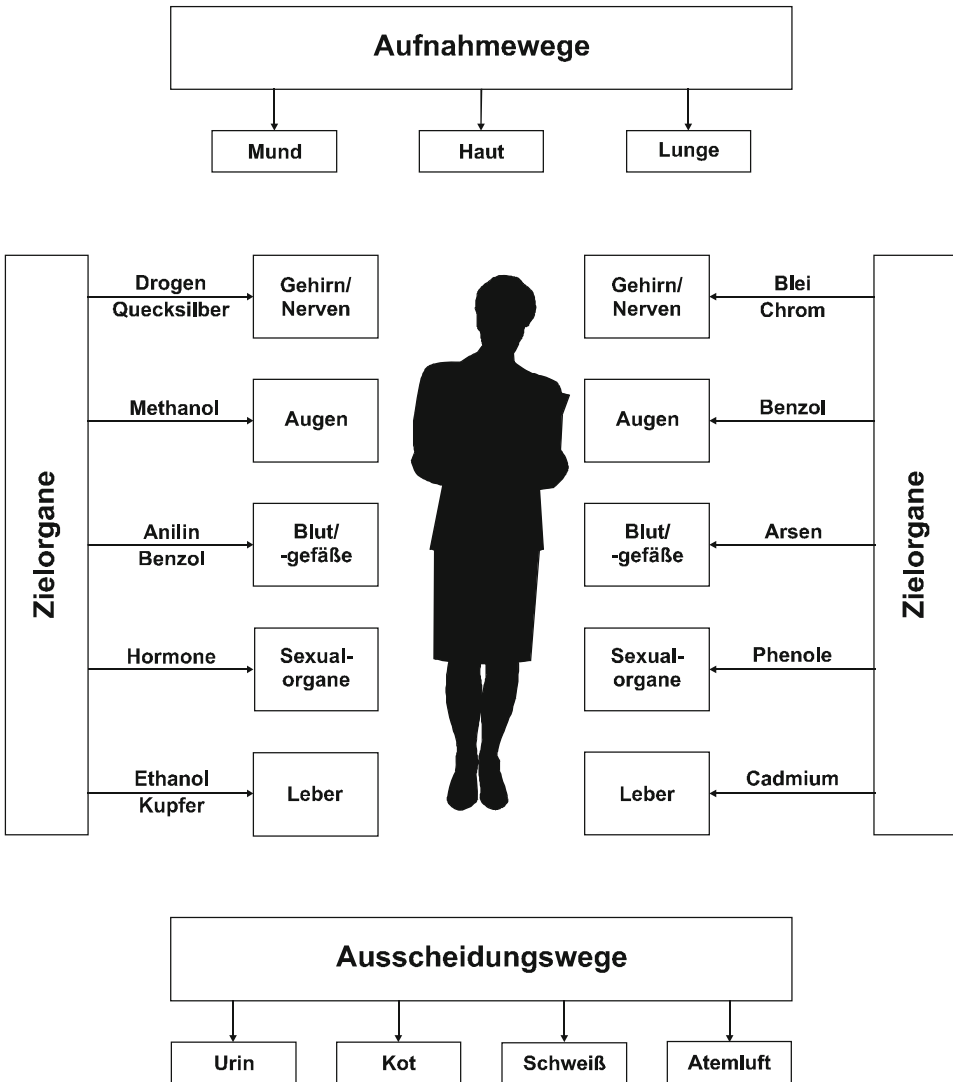 Aufnahmewege
Mund
Haut
Lunge
Zielorgane
Drogen
Quecksilber
Gehirn/
Nerven
Methanol
Augen
Anilin
Benzol
Blut/
-gefäße
Hormone
Sexual-
organe
Ethanol
Kupfer
Leber
Gehirn/
Nerven
Blei
Chrom
Augen
Benzol
Blut/
-gefäße
Arsen
Sexual-
organe
Phenole
Leber
Cadmium
Zielorgane
Ausscheidungswege
Urin
Kot
Schweiß
Atemluft